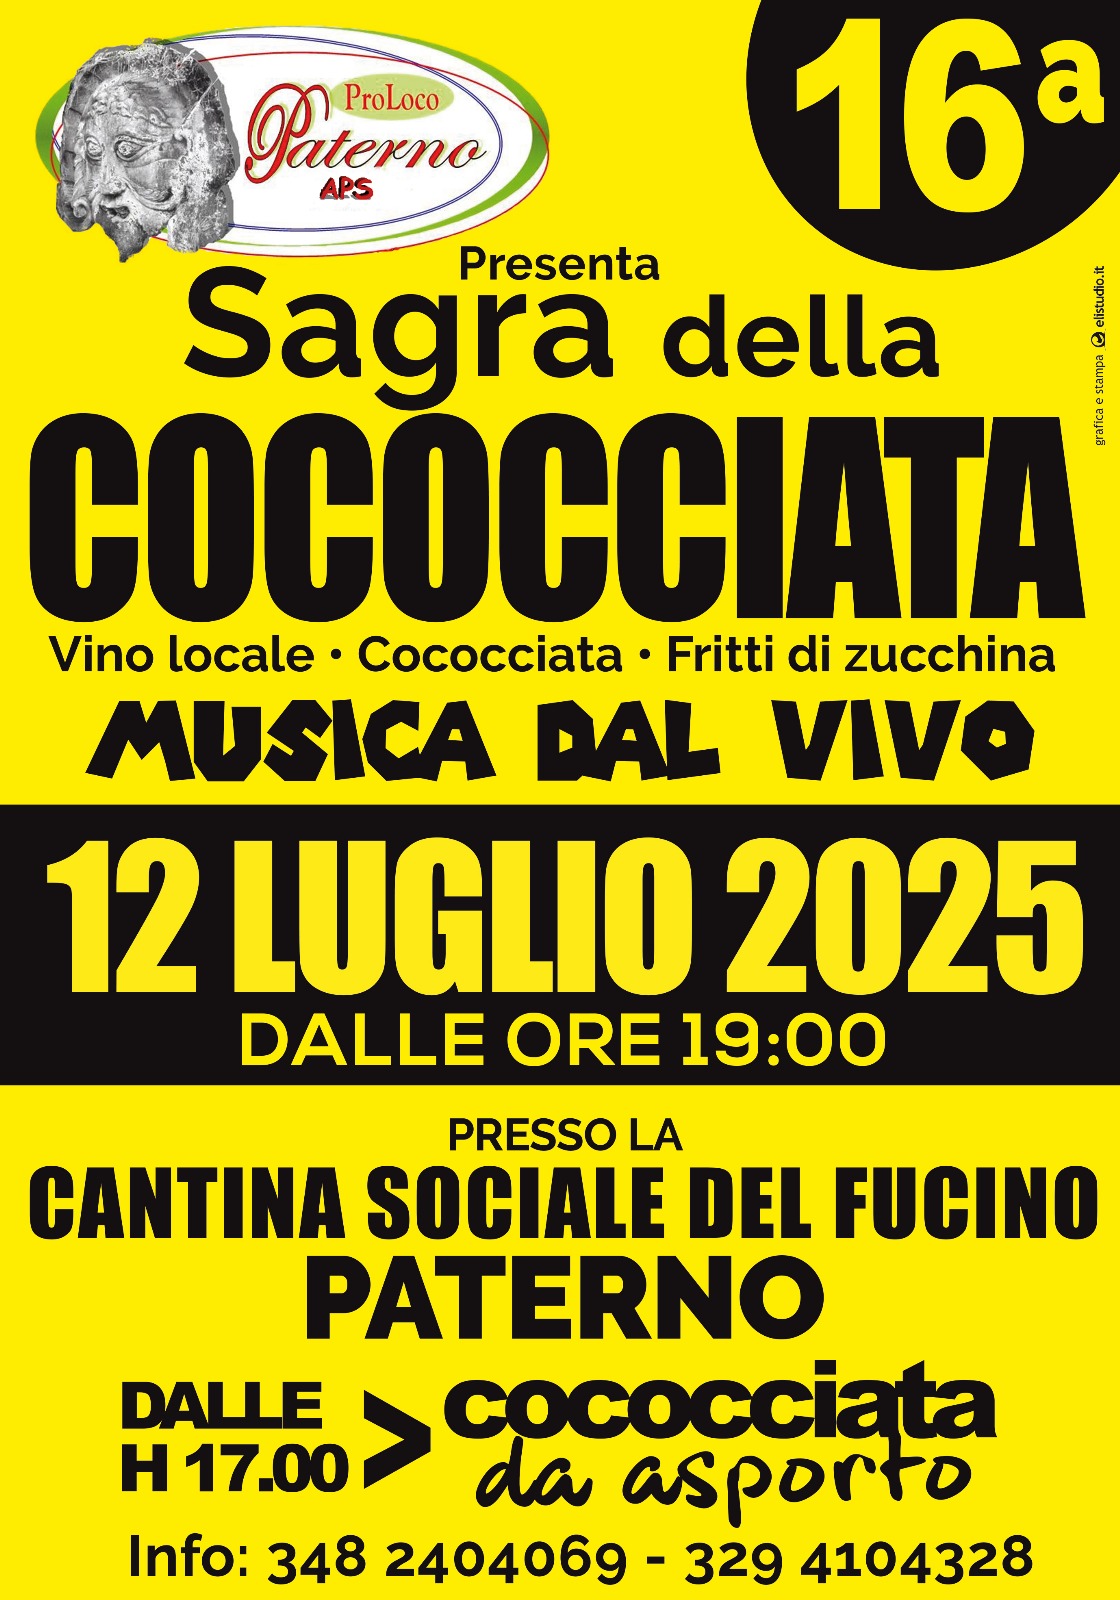 ProLoco
Paterno
APS
16a
Presenta
Sagra della
COCOCCIATA
Vino locale • Cococciata • Fritti di zucchina
MUSICA DAL VIVO
12 LUGLIO 2025
DALLE ORE 19:00
PRESSO LA
CANTINA SOCIALE DEL FUCINO
PATERNO
DALLE
H 17.00 > cococciata
da asporto
Info: 348 2404069 - 329 4104328
grafica e stampa elistudio.it